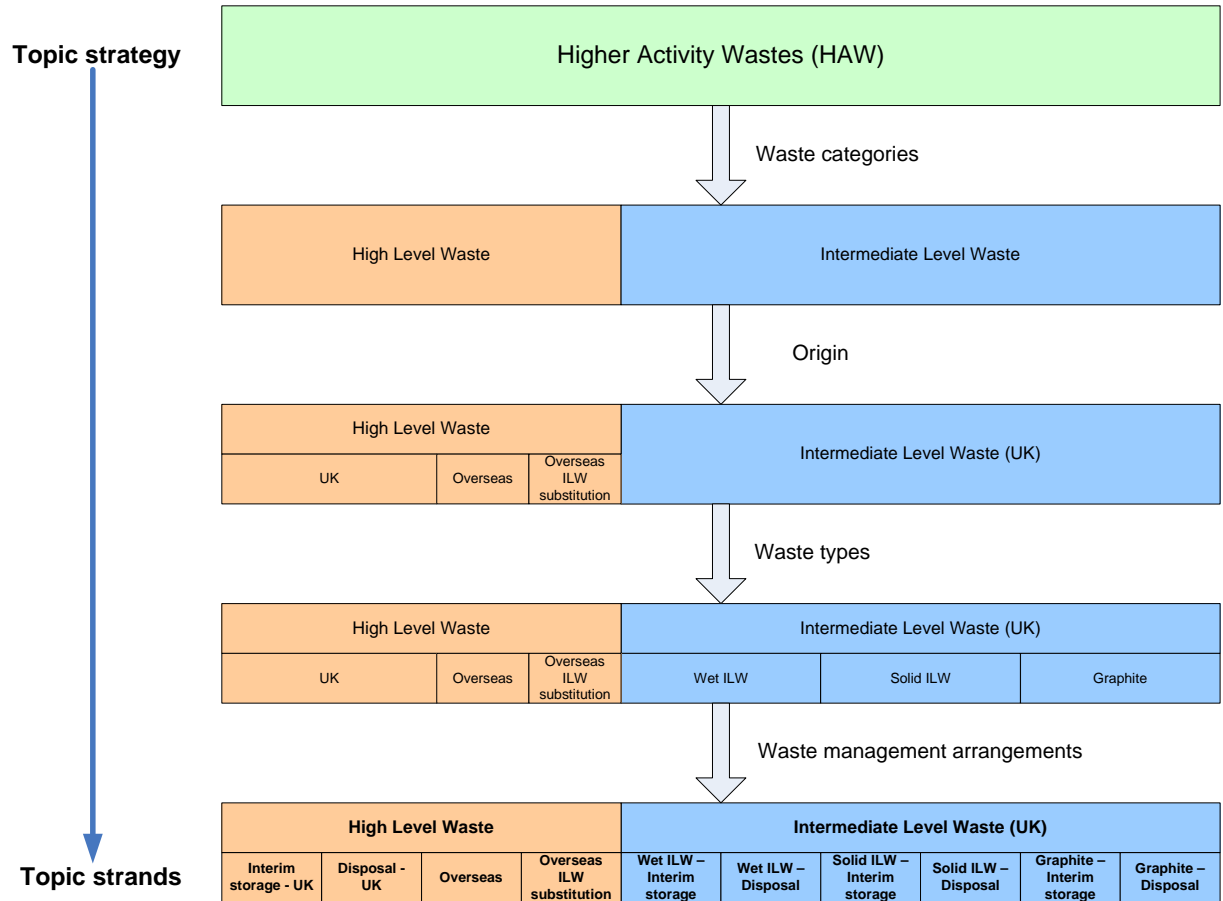 Topic strategy
Higher Activity Wastes (HAW)
Waste categories
High Level Waste
Intermediate Level Waste
Origin
High Level Waste
Intermediate Level Waste (UK)
UK
Overseas
Overseas
ILW
substitution
Waste types
High Level Waste
Intermediate Level Waste (UK)
UK
Overseas
Overseas
ILW
substitution
Wet ILW
Solid ILW
Graphite
Waste management arrangements
High Level Waste
Intermediate Level Waste (UK)
Topic strands
Interim
storage - UK
Disposal -
UK
Overseas
Overseas
ILW
substitution
Wet ILW –
Interim
storage
Wet ILW –
Disposal
Solid ILW –
Interim
storage
Solid ILW –
Disposal
Graphite –
Interim
storage
Graphite –
Disposal